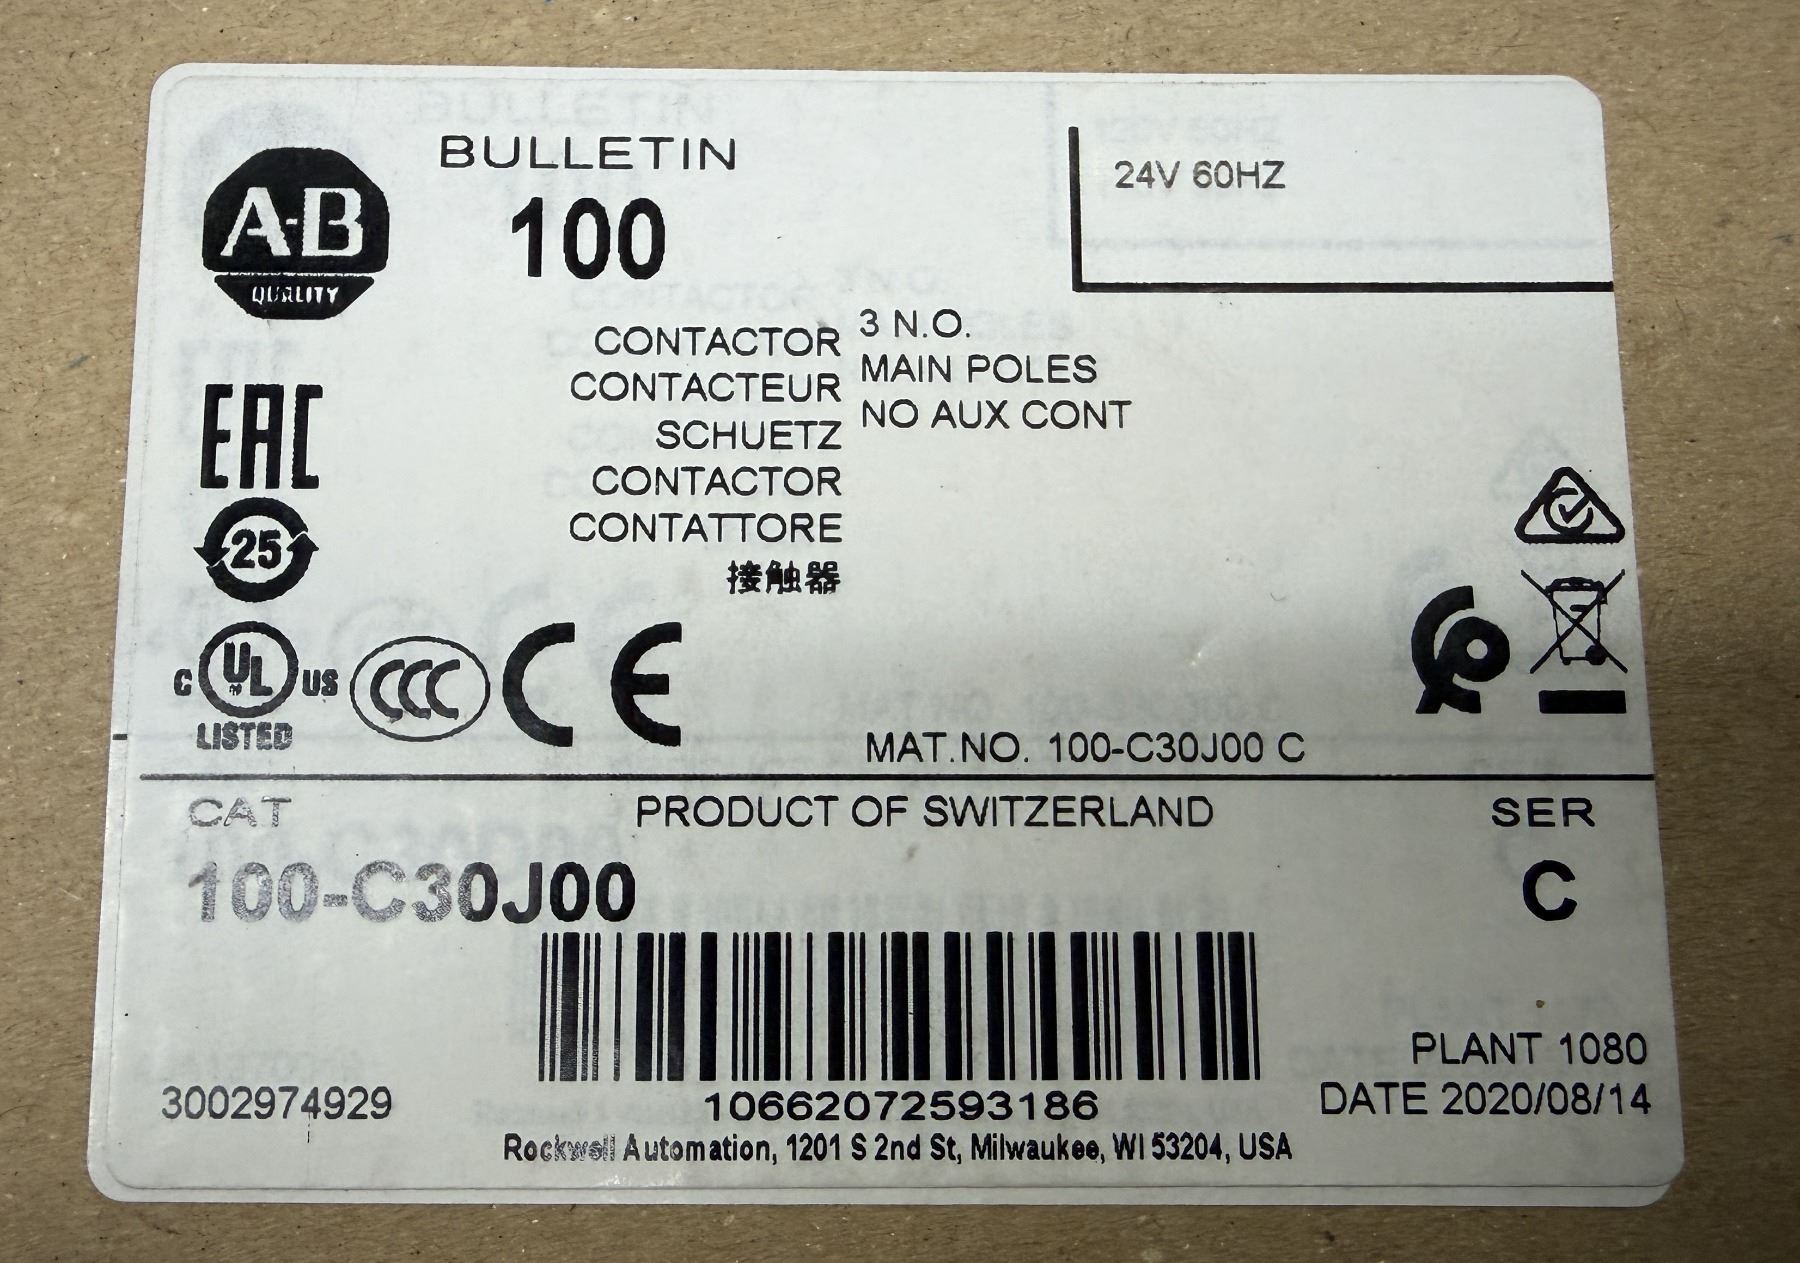 A-B
QUALITY
BULLETIN
100
24V 60HZ
CONTACTOR
CONTACTEUR
SCHUETZ
CONTACTOR
CONTATTORE
接触器
3 N.O.
MAIN POLES
NO AUX CONT
EAC
25
C UL US
LISTED
CCC
CE
MAT.NO. 100-C30J00 C
CAT
PRODUCT OF SWITZERLAND
SER
100-C30J00
C
PLANT 1080
3002974929
10662072593186
DATE 2020/08/14
Rockwell Automation, 1201 S 2nd St, Milwaukee, WI 53204, USA